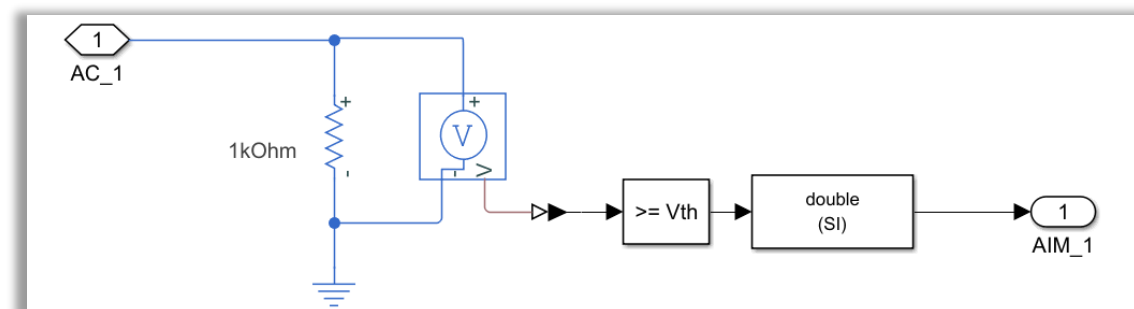 1
AC_1
1kOhm
+
-
+
V
-
V
>= Vth
double
(SI)
1
AIM_1